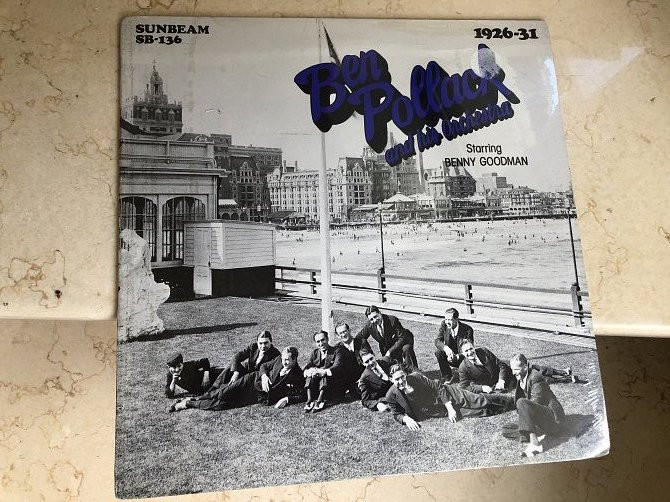 SUNBEAM
SB-136
1926-31
Ben
Pollack
and his Orchestra
Starring
BENNY GOODMAN